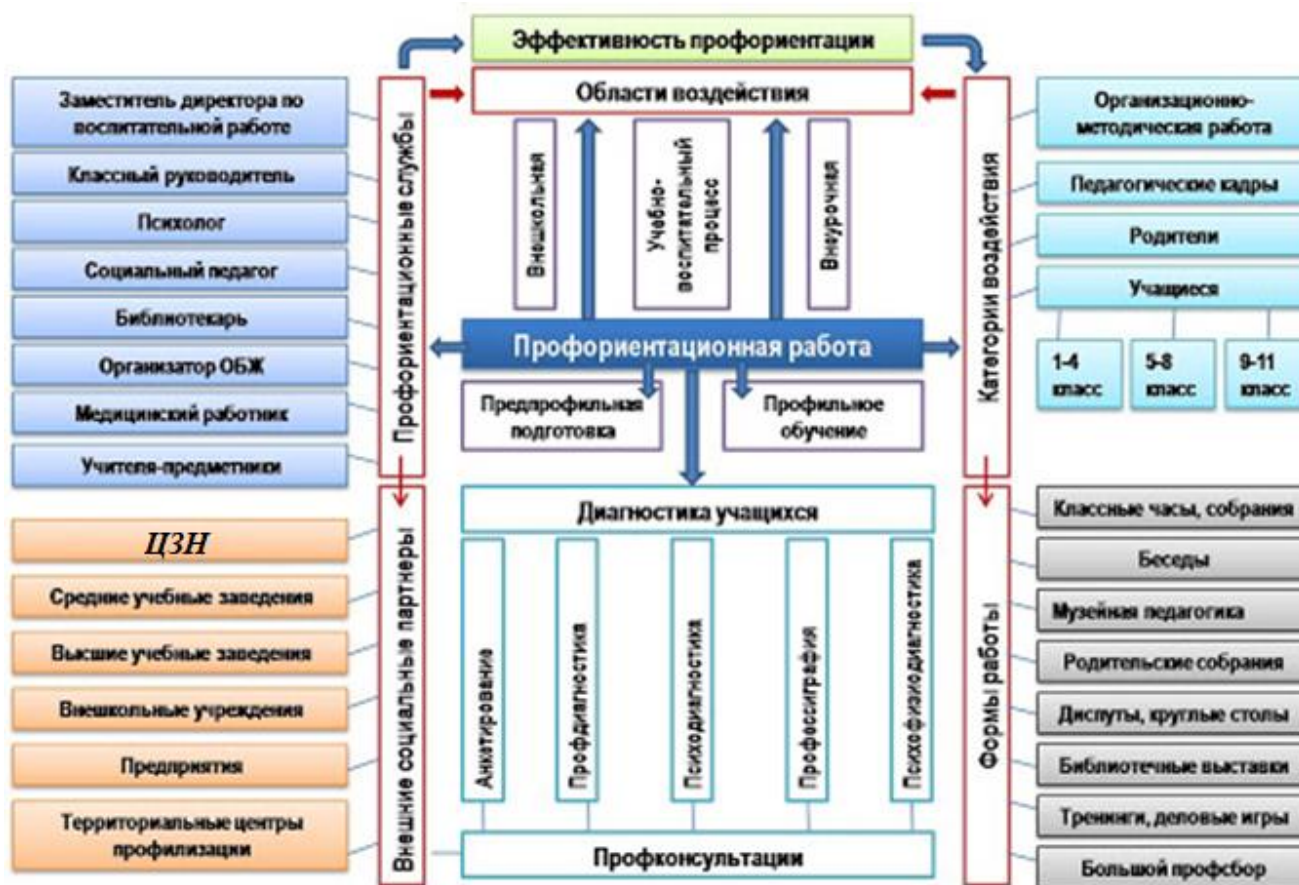 Эффективность профориентации
Области воздействия
Заместитель директора по
воспитательной работе
Классный руководитель
Психолог
Социальный педагог
Библиотекарь
Организатор ОБЖ
Медицинский работник
Учителя-предметники
Профориентационные службы
Внешкольная
Учебно-
воспитательный
процесс
Внеурочная
Профориентационная работа
Предпрофильная
подготовка
Профильное
обучение
Категории воздействия
Организационно-
методическая работа
Педагогические кадры
Родители
Учащиеся
1-4
класс
5-8
класс
9-11
класс
ЦЗН
Средние учебные заведения
Высшие учебные заведения
Внешкольные учреждения
Предприятия
Территориальные центры
профилизации
Внешние социальные партнеры
Диагностика учащихся
Анкетирование
Профдиагностика
Психодиагностика
Профессиграфия
Психофизиодиагностика
Профконсультации
Формы работы
Классные часы, собрания
Беседы
Музейная педагогика
Родительские собрания
Диспуты, круглые столы
Библиотечные выставки
Тренинги, деловые игры
Большой профсбор